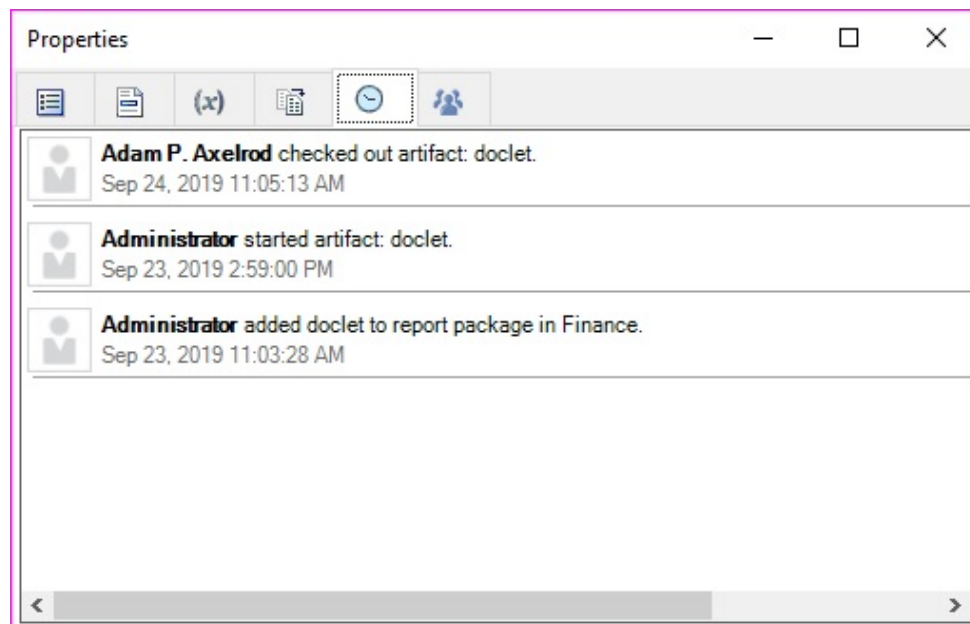 Properties
(x)
Adam P. Axelrod checked out artifact: doclet.
Sep 24, 2019 11:05:13 AM
Administrator started artifact: doclet.
Sep 23, 2019 2:59:00 PM
Administrator added doclet to report package in Finance.
Sep 23, 2019 11:03:28 AM